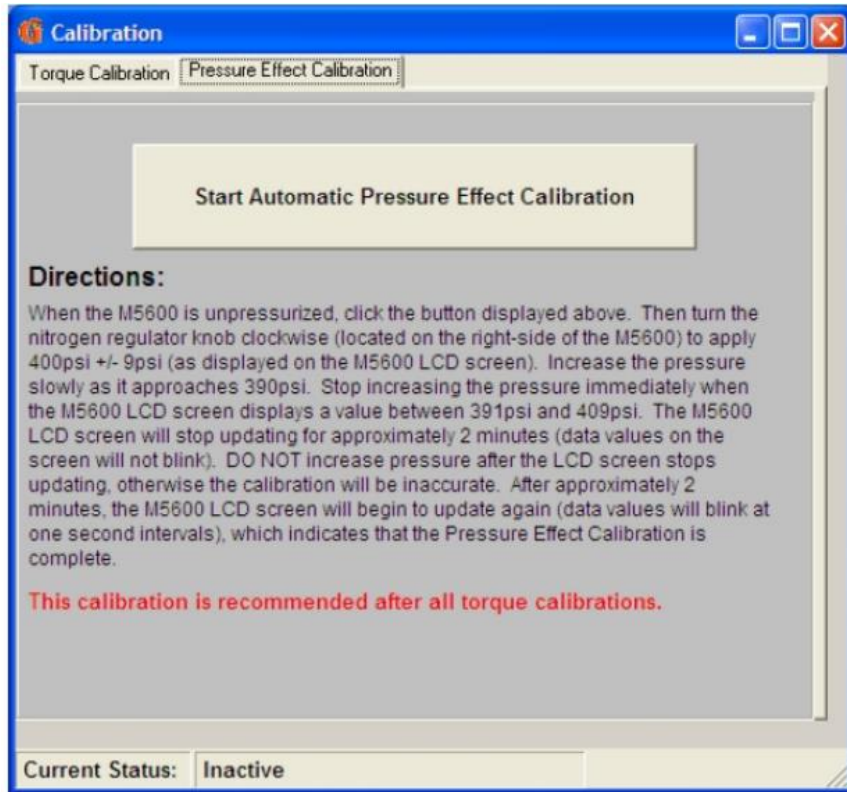 Calibration
Torque Calibration Pressure Effect Calibration
Start Automatic Pressure Effect Calibration
Directions:
When the M5600 is unpressurized, click the button displayed above. Then turn the
nitrogen regulator knob clockwise (located on the right-side of the M5600) to apply
400psi +/- 9psi (as displayed on the M5600 LCD screen). Increase the pressure
slowly as it approaches 390psi. Stop increasing the pressure immediately when
the M5600 LCD screen displays a value between 391psi and 409psi. The M5600
LCD screen will stop updating for approximately 2 minutes (data values on the
screen will not blink). DO NOT increase pressure after the LCD screen stops
updating, otherwise the calibration will be inaccurate. After approximately 2
minutes, the M5600 LCD screen will begin to update again (data values will blink at
one second intervals), which indicates that the Pressure Effect Calibration is
complete.
This calibration is recommended after all torque calibrations.
Current Status: Inactive